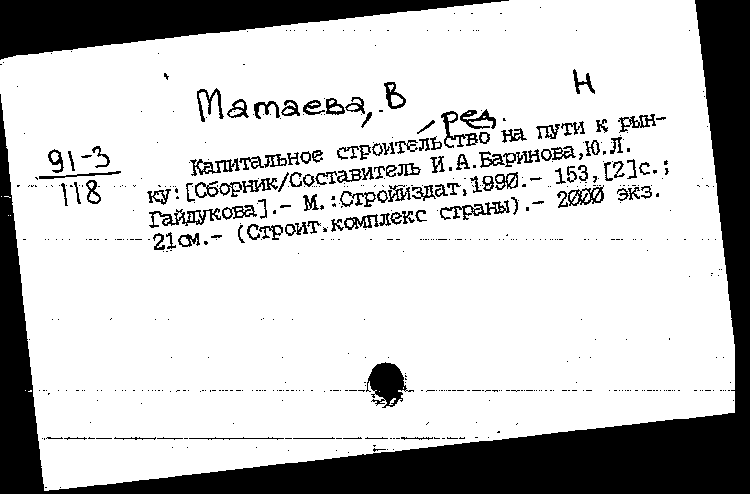 Матаева, В
Н
ред.
91-3
118
Капитальное строительство на пути к рын-
ку:[Сборник/Составитель И.А.Баринова,Ю.Л.
Гайдукова].- М.:Стройиздат,1990.- 153,[2]с.;
21см.- (Строит.комплекс страны).- 2000 экз.